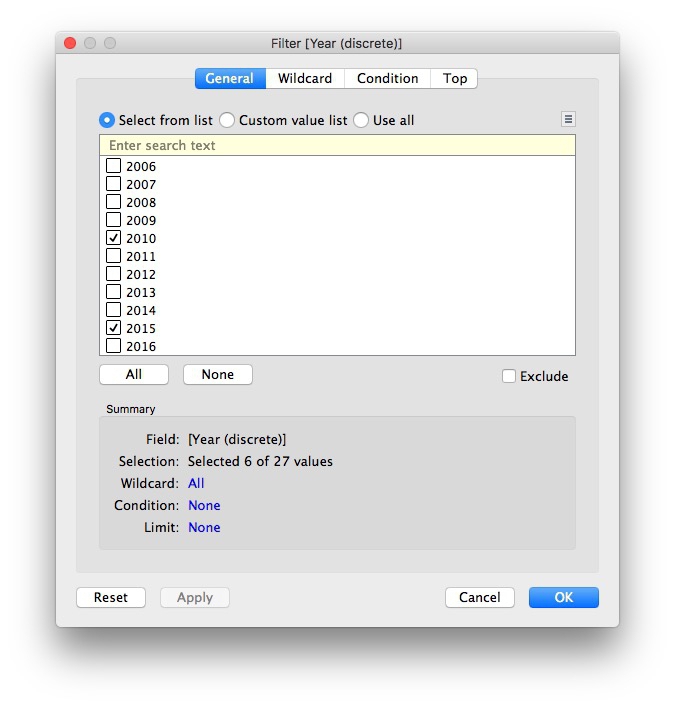 Filter [Year (discrete)]
General Wildcard Condition Top
Select from list Custom value list Use all
Enter search text
2006
2007
2008
2009
2010
2011
2012
2013
2014
2015
2016
All None Exclude
Summary
Field: [Year (discrete)]
Selection: Selected 6 of 27 values
Wildcard: All
Condition: None
Limit: None
Reset Apply Cancel OK